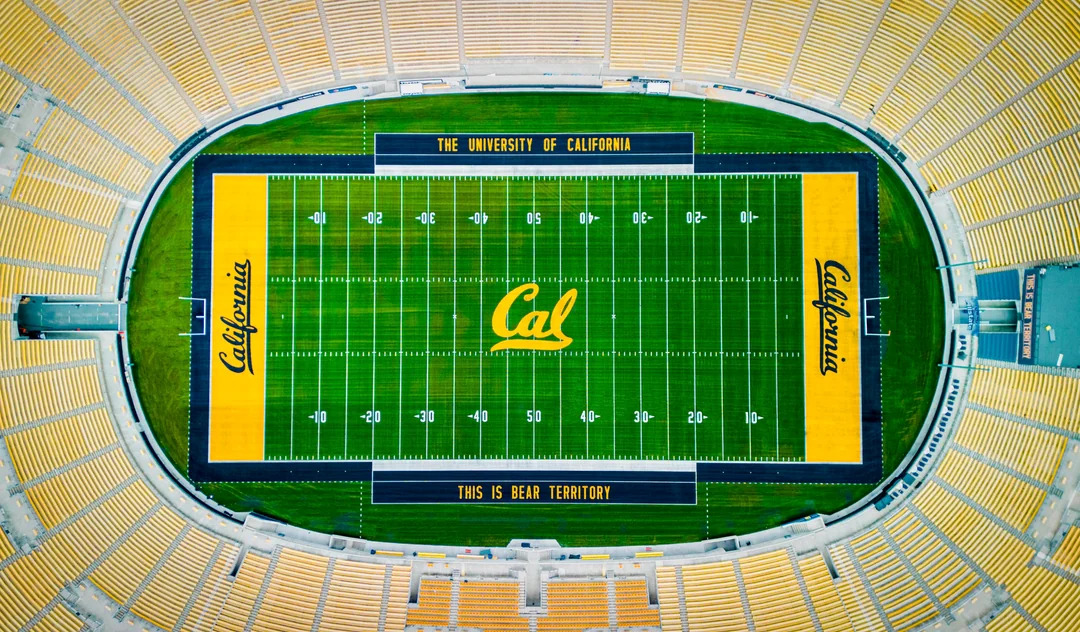 THE UNIVERSITY OF CALIFORNIA
10 20 30 40 50 40 30 20 10
California
Cal
California
THIS IS BEAR TERRITORY
10 20 30 40 50 40 30 20 10
THIS IS BEAR TERRITORY